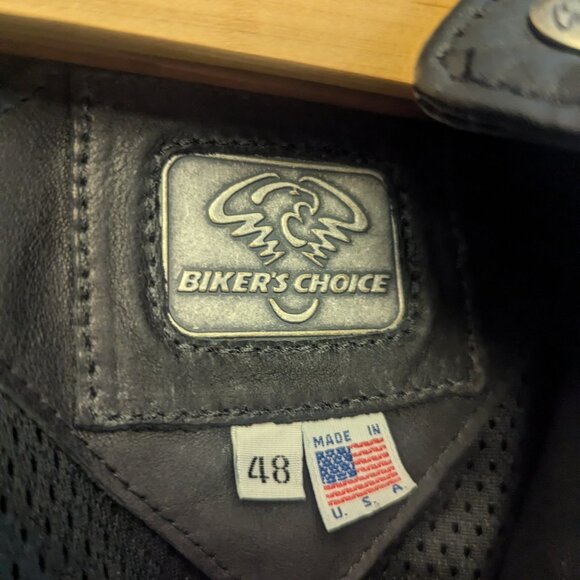 BIKER'S CHOICE
48
MADE IN
U. S. A